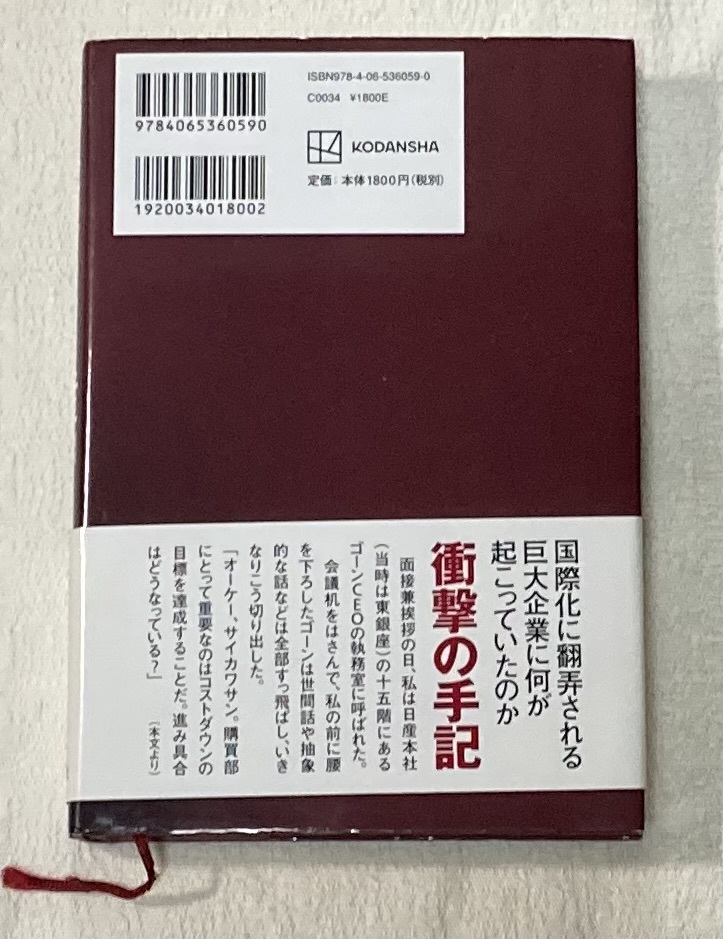 ISBN978-4-06-536059-0
C0034 ¥1800E
9784065360590
KODANSHA
定価：本体1800円（税別）
1920034018002
国際化に翻弄される
巨大企業に何が
起こっていたのか
衝撃の手記
面接兼挨拶の日、私は日産本社
（当時は東銀座）の十五階にある
ゴーンCEOの執務室に呼ばれた。
会議机をはさんで、私の前に腰
を下ろしたゴーンは世間話や抽象
的な話などは全部すっ飛ばし、いき
なりこう切り出した。
「オーケー、サイカワサン。購買部
にとって重要なのはコストダウンの
目標を達成することだ。進み具合
はどうなっている？」
（本文より）